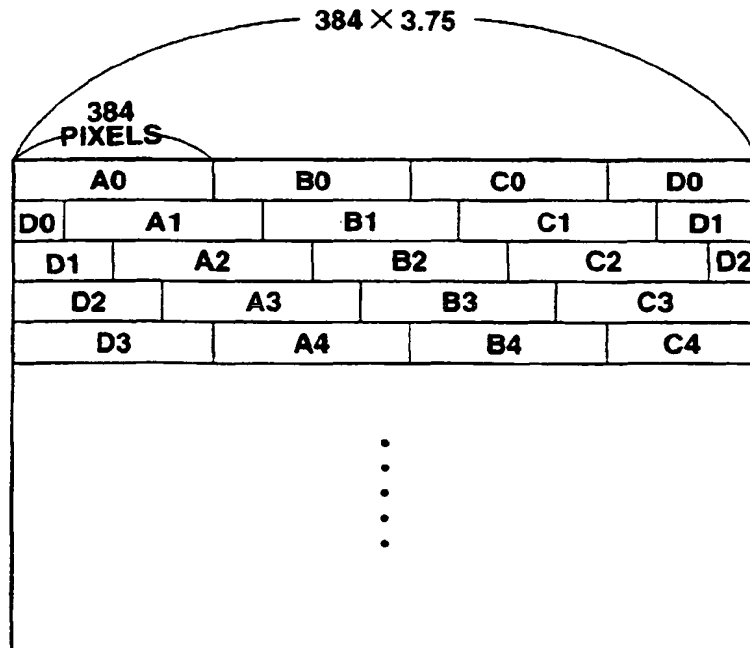 384 × 3.75
384
PIXELS
A0 B0 C0 D0
D0 A1 B1 C1 D1
D1 A2 B2 C2 D2
D2 A3 B3 C3
D3 A4 B4 C4